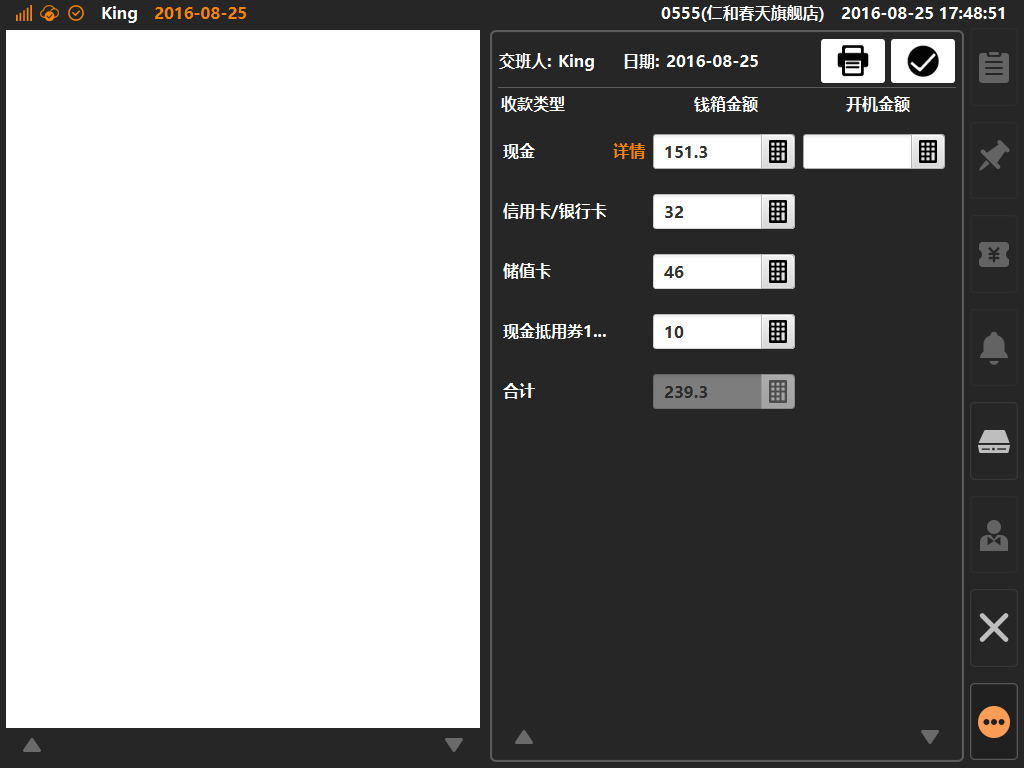 King 2016-08-25 0555(仁和春天旗舰店) 2016-08-25 17:48:51
交班人: King 日期: 2016-08-25
收款类型 钱箱金额 开机金额
现金 详情 151.3
信用卡/银行卡 32
储值卡 46
现金抵用券1... 10
合计 239.3